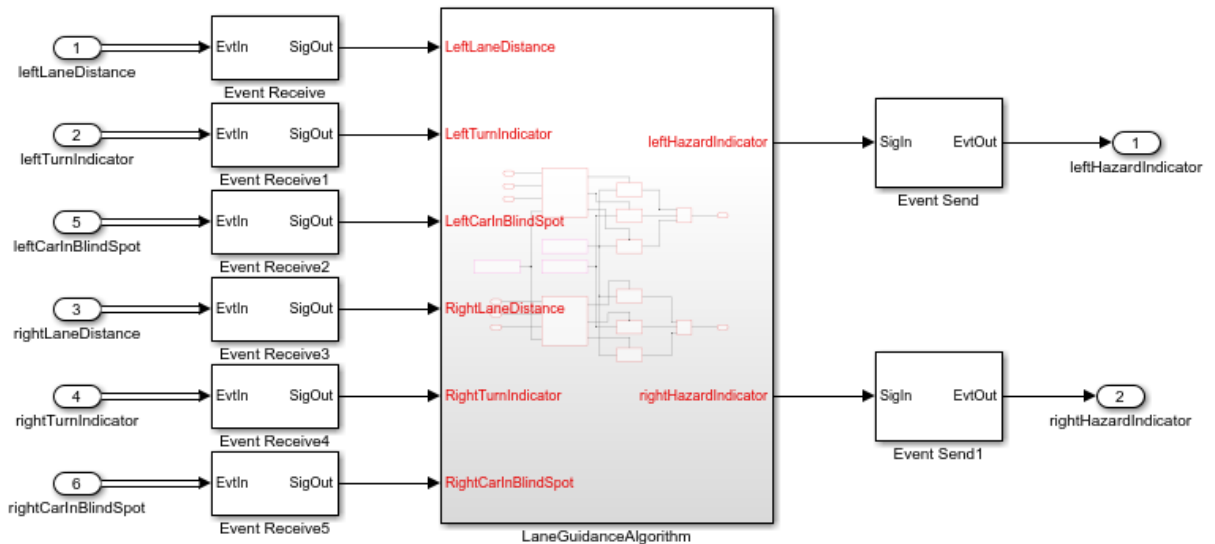 1
leftLaneDistance
EvtIn SigOut
Event Receive
LeftLaneDistance
2
leftTurnIndicator
EvtIn SigOut
Event Receive1
LeftTurnIndicator
5
leftCarInBlindSpot
EvtIn SigOut
Event Receive2
LeftCarInBlindSpot
3
rightLaneDistance
EvtIn SigOut
Event Receive3
RightLaneDistance
4
rightTurnIndicator
EvtIn SigOut
Event Receive4
RightTurnIndicator
6
rightCarInBlindSpot
EvtIn SigOut
Event Receive5
RightCarInBlindSpot
LaneGuidanceAlgorithm
leftHazardIndicator
SigIn EvtOut
Event Send
1
leftHazardIndicator
rightHazardIndicator
SigIn EvtOut
Event Send1
2
rightHazardIndicator